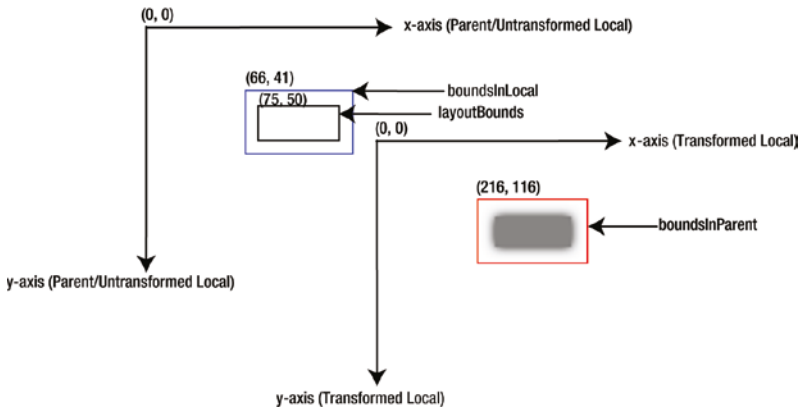 (0, 0)
x-axis (Parent/Untransformed Local)
(66, 41)
boundsInLocal
(75, 50)
layoutBounds
(0, 0)
x-axis (Transformed Local)
(216, 116)
boundsInParent
y-axis (Parent/Untransformed Local)
y-axis (Transformed Local)